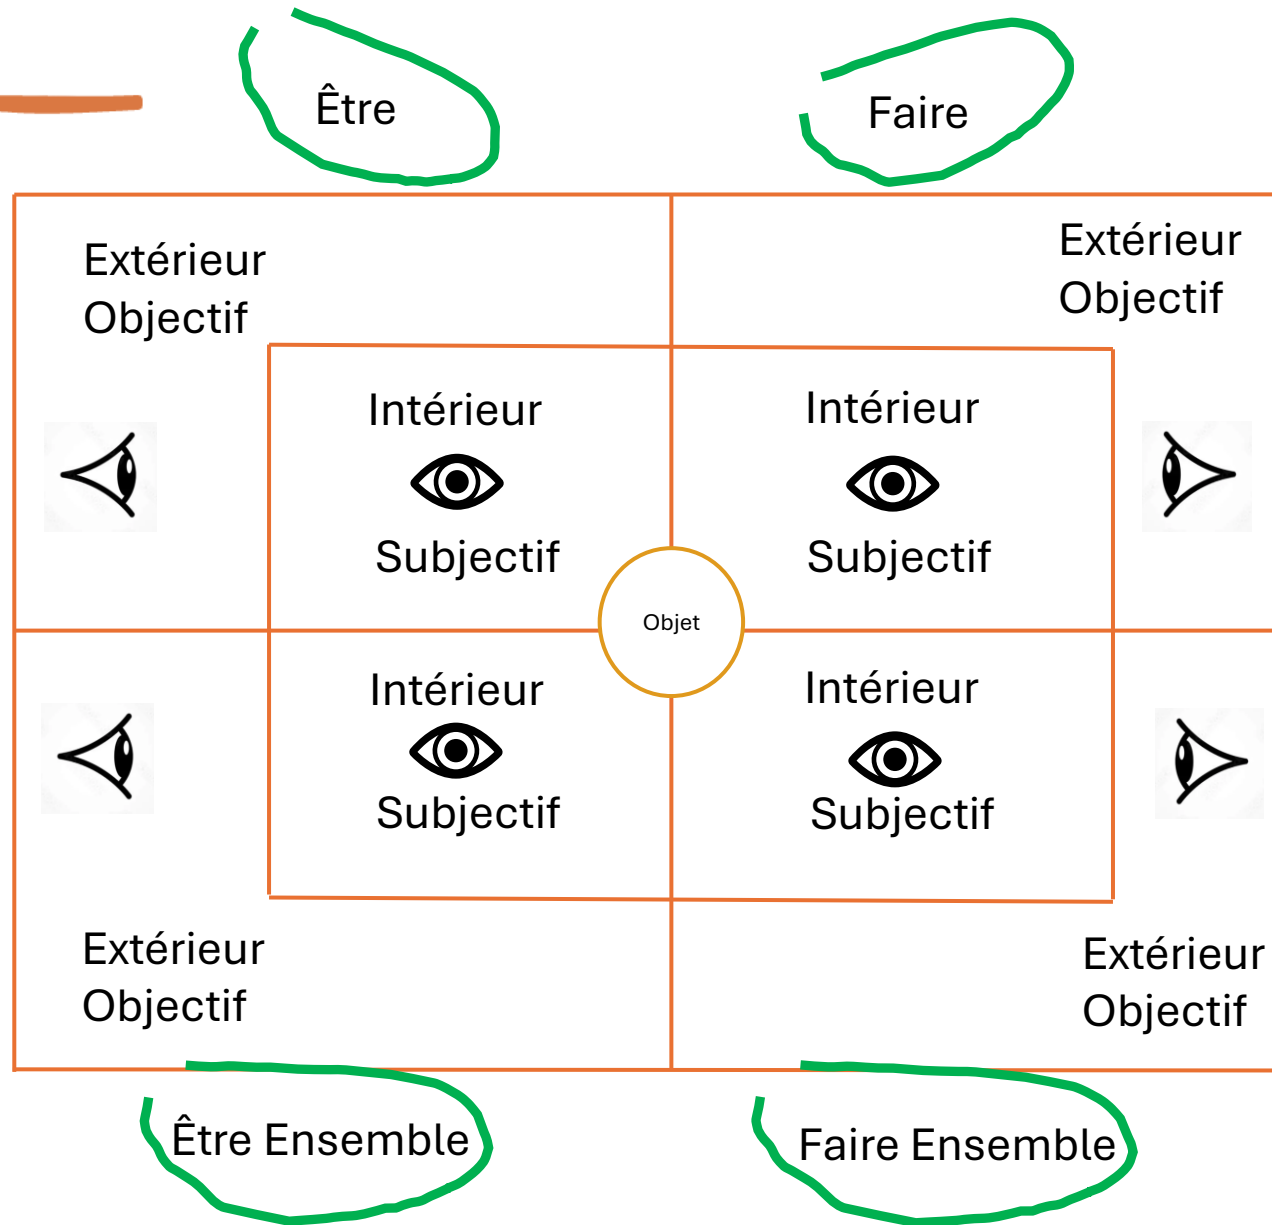 Être
Faire
Extérieur
Objectif
Extérieur
Objectif
Intérieur
Subjectif
Intérieur
Subjectif
Objet
Intérieur
Subjectif
Intérieur
Subjectif
Extérieur
Objectif
Extérieur
Objectif
Être Ensemble
Faire Ensemble